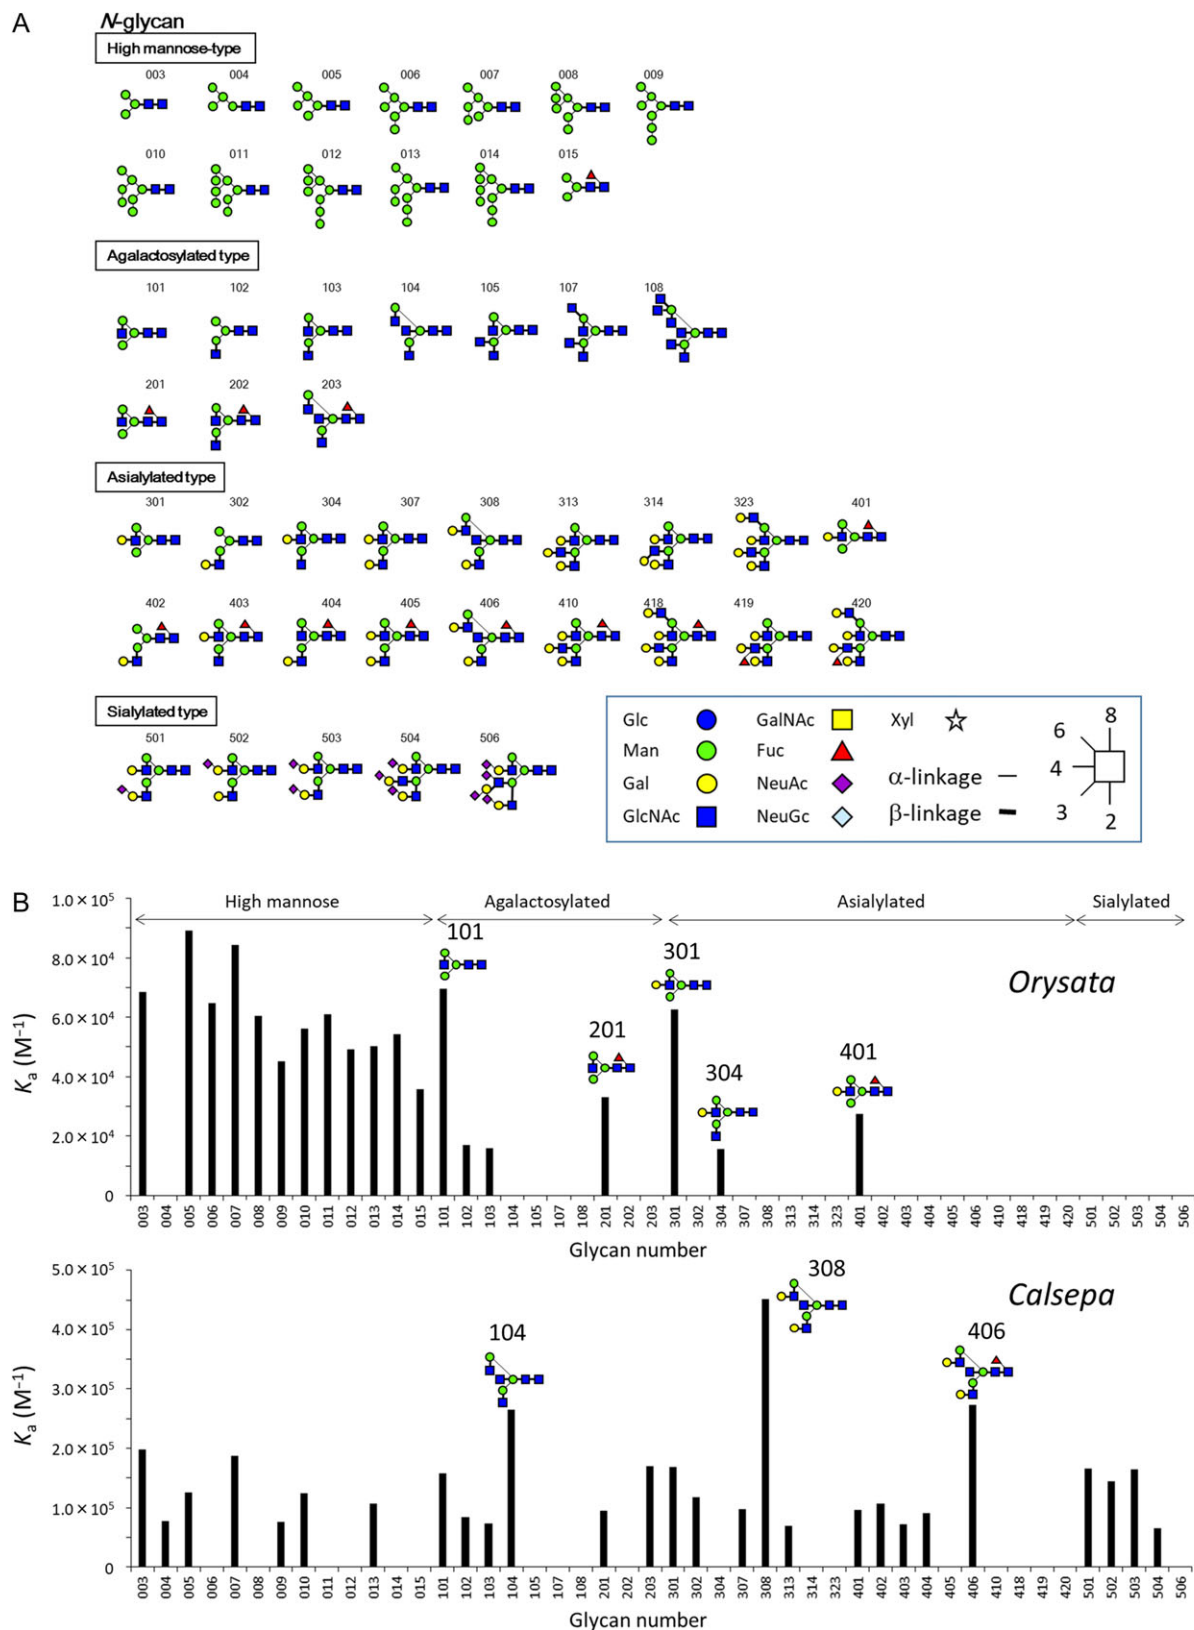 A
N-glycan
High mannose-type
003 004 005 006 007 008 009
010 011 012 013 014 015
Agalactosylated type
101 102 103 104 105 107 108
201 202 203
Asialylated type
301 302 304 307 308 313 314 323 401
402 403 404 405 406 410 418 419 420
Sialylated type
501 502 503 504 506
Glc GalNAc Xyl
Man Fuc
Gal NeuAc α-linkage
GlcNAc NeuGc β-linkage
8
6
4
3
2
B
High mannose Agalactosylated Asialylated Sialylated
Orysata
101 201 301 304 401
Ka (M−1)
1.0 × 10⁵
8.0 × 10⁴
6.0 × 10⁴
4.0 × 10⁴
2.0 × 10⁴
0
003 004 005 006 007 008 009 010 011 012 013 014 015 101 102 103 104 105 107 108 201 202 203 301 302 304 307 308 313 314 323 401 402 403 404 405 406 410 418 419 420 501 502 503 504 506
Glycan number
Calsepa
104 308 406
Ka (M−1)
5.0 × 10⁵
4.0 × 10⁵
3.0 × 10⁵
2.0 × 10⁵
1.0 × 10⁵
0
003 004 005 006 007 008 009 010 011 012 013 014 015 101 102 103 104 105 107 108 201 202 203 301 302 304 307 308 313 314 323 401 402 403 404 405 406 410 418 419 420 501 502 503 504 506
Glycan number